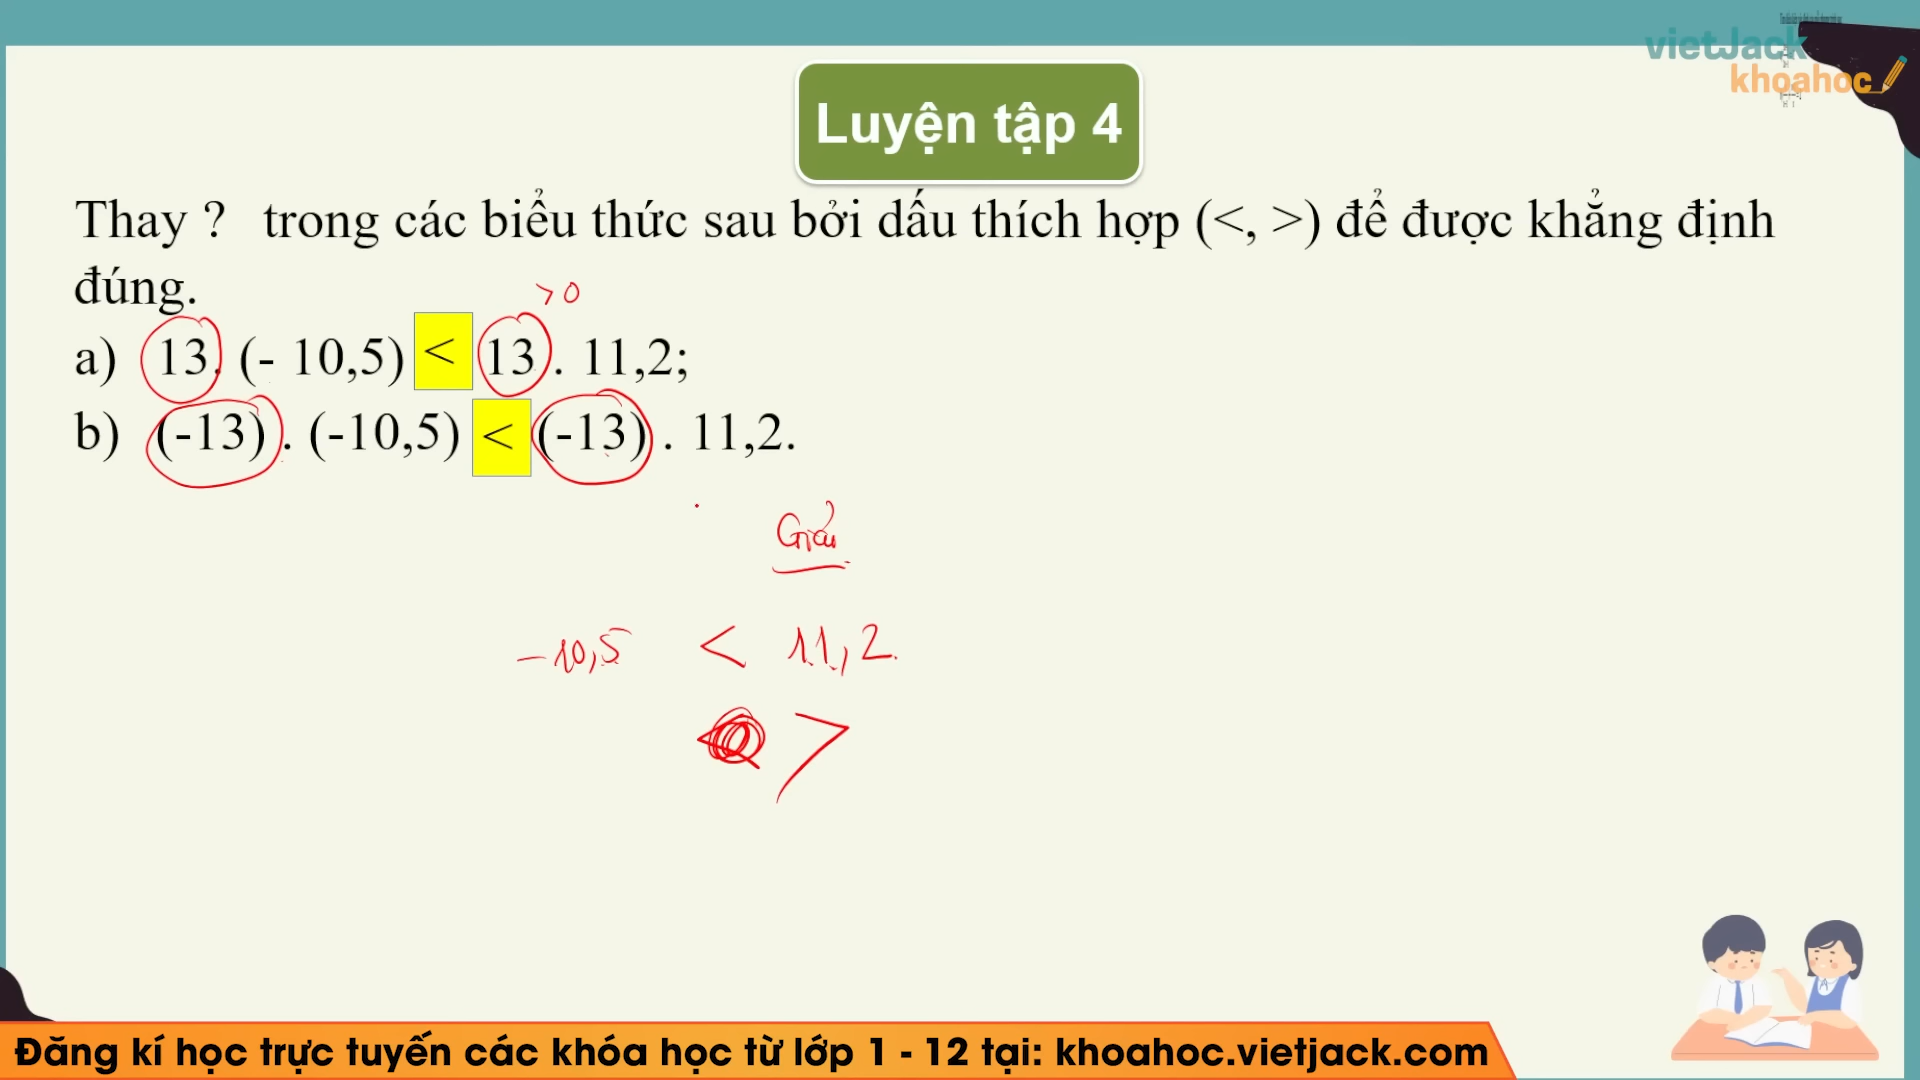 vietJack
khoahoc
Luyện tập 4
Thay ? trong các biểu thức sau bởi dấu thích hợp (<, >) để được khẳng định
đúng.
> 0
a) 13. (- 10,5) < 13 . 11,2;
b) (-13) . (-10,5) < (-13) . 11,2.
Giải
-10,5 < 11,2.
>
Đăng kí học trực tuyến các khóa học từ lớp 1 - 12 tại: khoahoc.vietjack.com